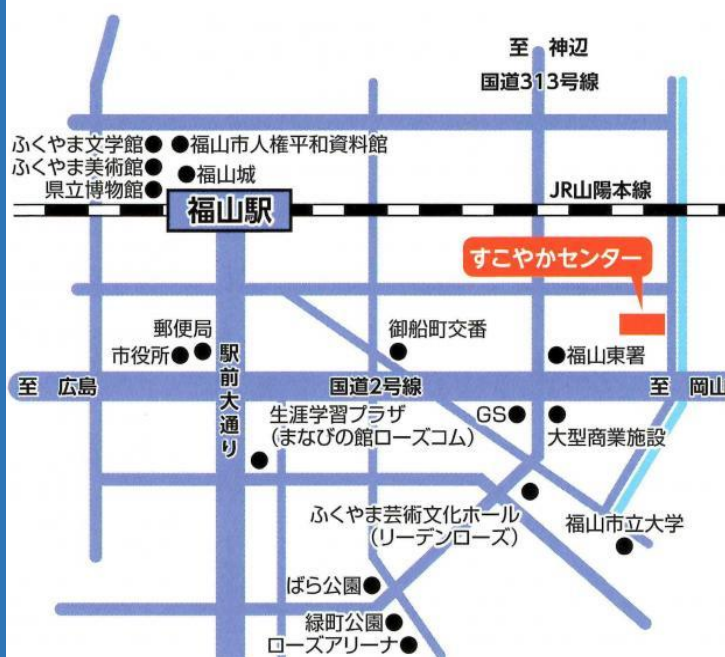 至 神辺
国道313号線
ふくやま文学館
福山市人権平和資料館
ふくやま美術館
福山城
県立博物館
JR山陽本線
福山駅
すこやかセンター
郵便局
御船町交番
市役所
福山東署
駅前大通り
至 広島
国道2号線
至 岡山
生涯学習プラザ
(まなびの館ローズコム)
GS
大型商業施設
ふくやま芸術文化ホール
(リーデンローズ)
福山市立大学
ばら公園
緑町公園
ローズアリーナ